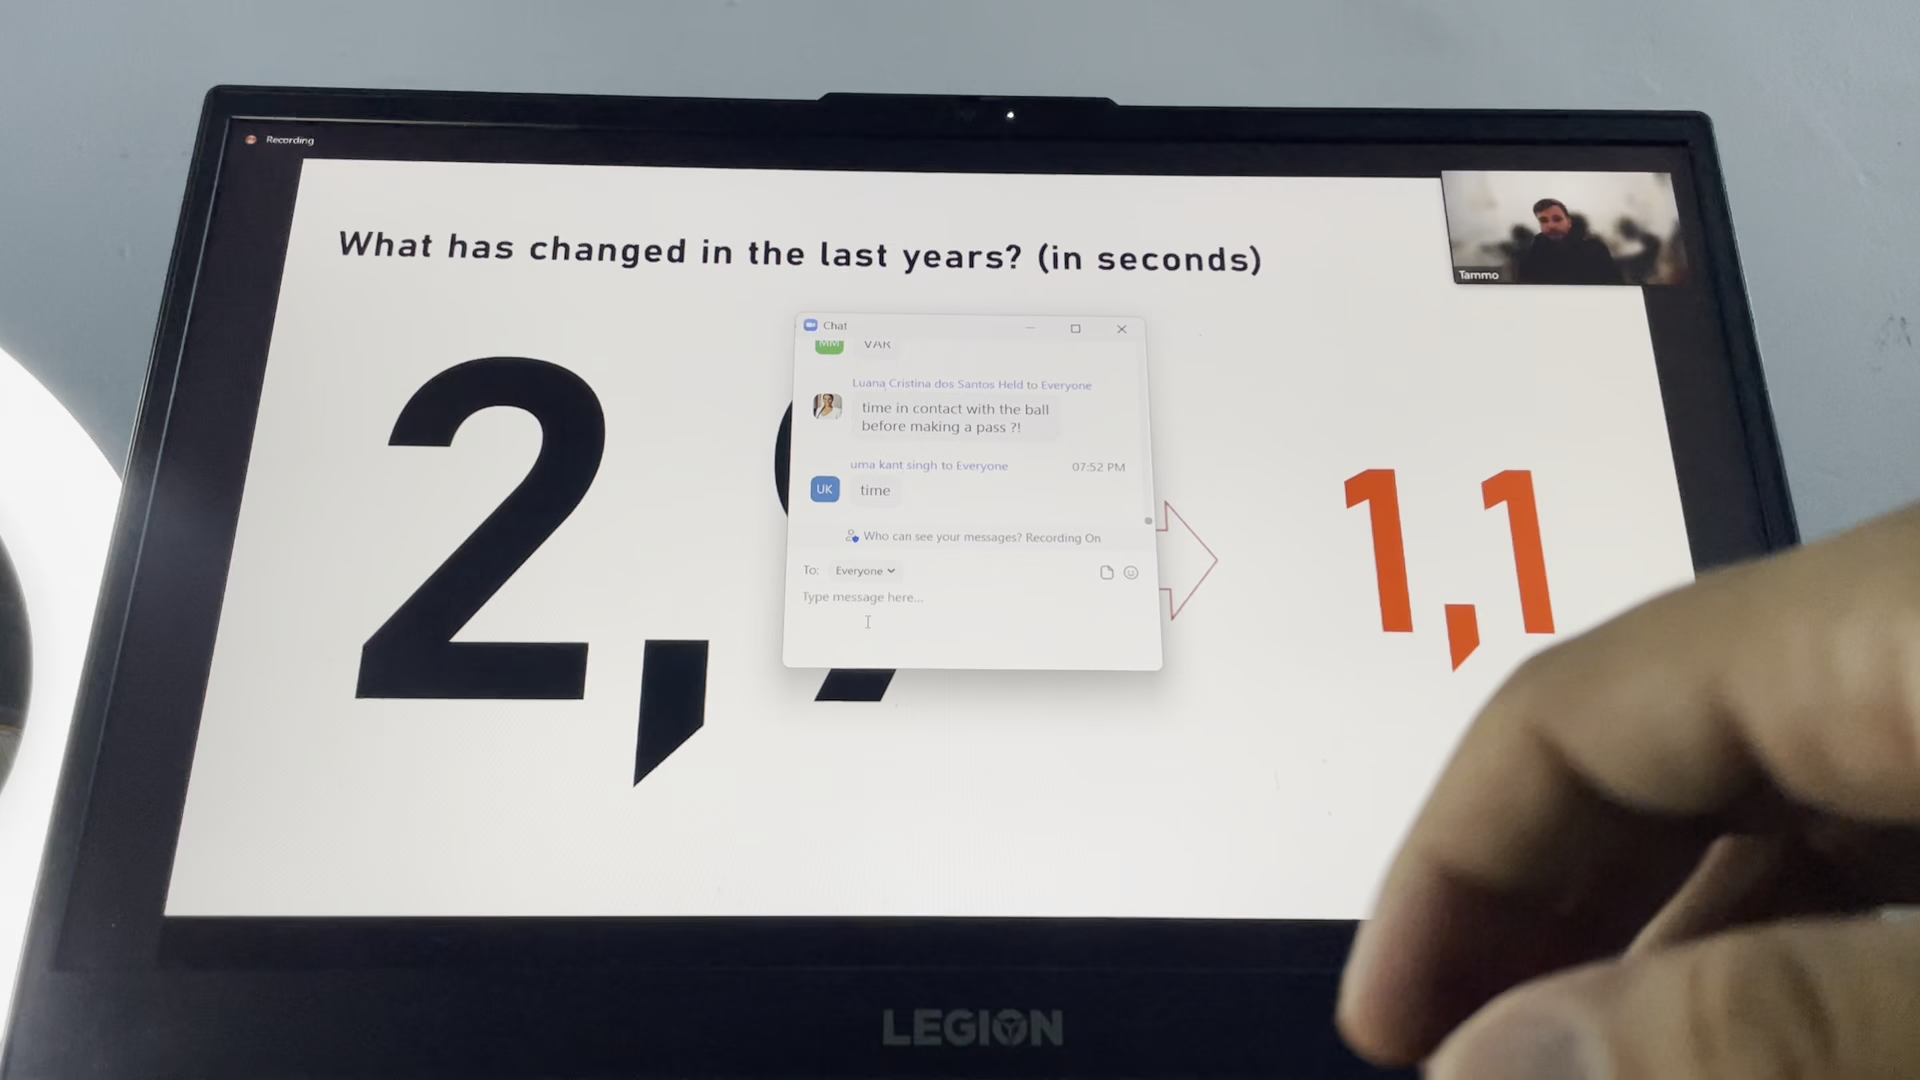 Recording
What has changed in the last years? (in seconds)
Tammo
2,
1,1
Chat
MM
VAK
Luana Cristina dos Santos Held to Everyone
time in contact with the ball
before making a pass ?!
uma kant singh to Everyone
07:52 PM
UK
time
Who can see your messages? Recording On
To: Everyone
Type message here...
LEGION